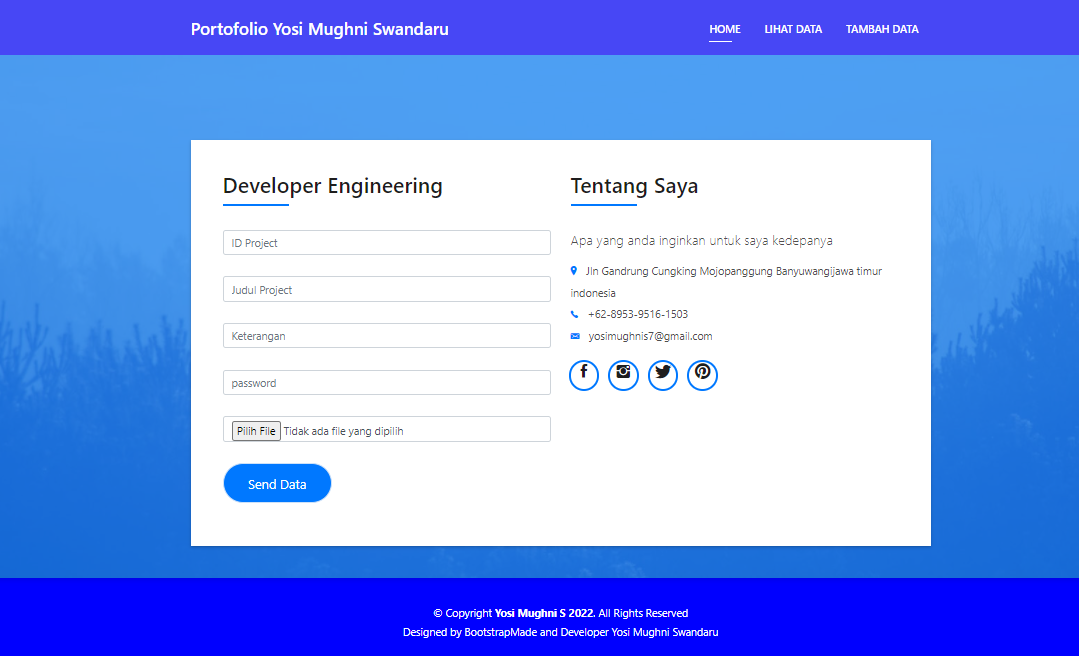 Portofolio Yosi Mughni Swandaru
HOME
LIHAT DATA
TAMBAH DATA
Developer Engineering
ID Project
Judul Project
Keterangan
password
Pilih File Tidak ada file yang dipilih
Send Data
Tentang Saya
Apa yang anda inginkan untuk saya kedepanya
Jln Gandrung Cungking Mojopanggung Banyuwangijawa timur
indonesia
+62-8953-9516-1503
yosimughnis7@gmail.com
© Copyright Yosi Mughni S 2022. All Rights Reserved
Designed by BootstrapMade and Developer Yosi Mughni Swandaru